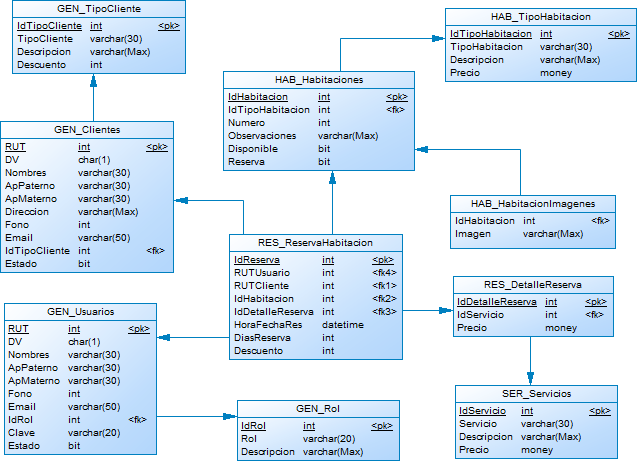 GEN_TipoCliente
IdTipoCliente int <pk>
TipoCliente varchar(30)
Descripcion varchar(Max)
Descuento int
HAB_TipoHabitacion
IdTipoHabitacion int <pk>
TipoHabitacion varchar(30)
Descripcion varchar(Max)
Precio money
HAB_Habitaciones
IdHabitacion int <pk>
IdTipoHabitacion int <fk>
Numero int
Observaciones varchar(Max)
Disponible bit
Reserva bit
GEN_Clientes
RUT int <pk>
DV char(1)
Nombres varchar(30)
ApPaterno varchar(30)
ApMaterno varchar(30)
Direccion varchar(Max)
Fono int
Email varchar(50)
IdTipoCliente int <fk>
Estado bit
HAB_HabitacionImagenes
IdHabitacion int <fk>
Imagen varchar(Max)
RES_ReservaHabitacion
IdReserva int <pk>
RUTUsuario int <fk4>
RUTCliente int <fk1>
IdHabitacion int <fk2>
IdDetalleReserva int <fk3>
HoraFechaRes datetime
DiasReserva int
Descuento int
RES_DetalleReserva
IdDetalleReserva int <pk>
IdServicio int <fk>
Precio money
GEN_Usuarios
RUT int <pk>
DV char(1)
Nombres varchar(30)
ApPaterno varchar(30)
ApMaterno varchar(30)
Fono int
Email varchar(50)
IdRol int <fk>
Clave varchar(20)
Estado bit
GEN_Rol
IdRol int <pk>
Rol varchar(20)
Descripcion varchar(Max)
SER_Servicios
IdServicio int <pk>
Servicio varchar(30)
Descripcion varchar(Max)
Precio money